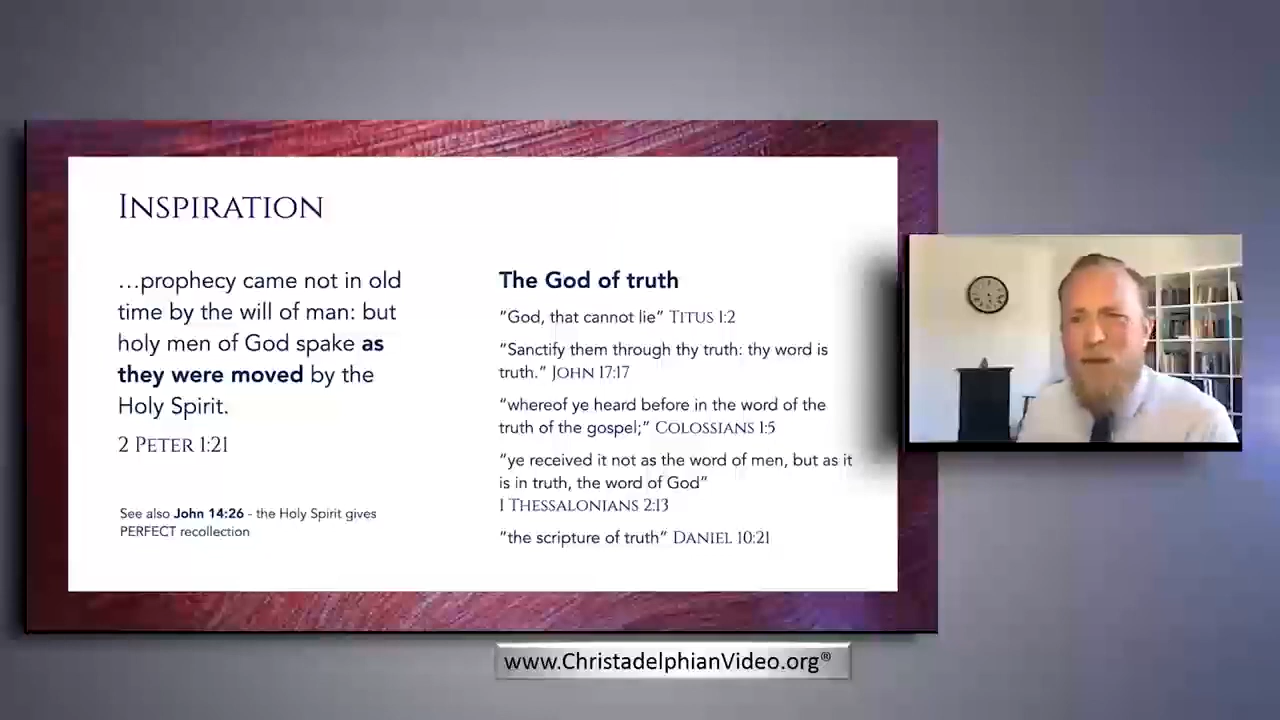 INSPIRATION
…prophecy came not in old
time by the will of man: but
holy men of God spake as
they were moved by the
Holy Spirit.
2 PETER 1:21
See also John 14:26 - the Holy Spirit gives
PERFECT recollection
The God of truth
"God, that cannot lie" TITUS 1:2
"Sanctify them through thy truth: thy word is
truth." JOHN 17:17
"whereof ye heard before in the word of the
truth of the gospel;" COLOSSIANS 1:5
"ye received it not as the word of men, but as it
is in truth, the word of God"
1 THESSALONIANS 2:13
"the scripture of truth" DANIEL 10:21
www.ChristadelphianVideo.org®